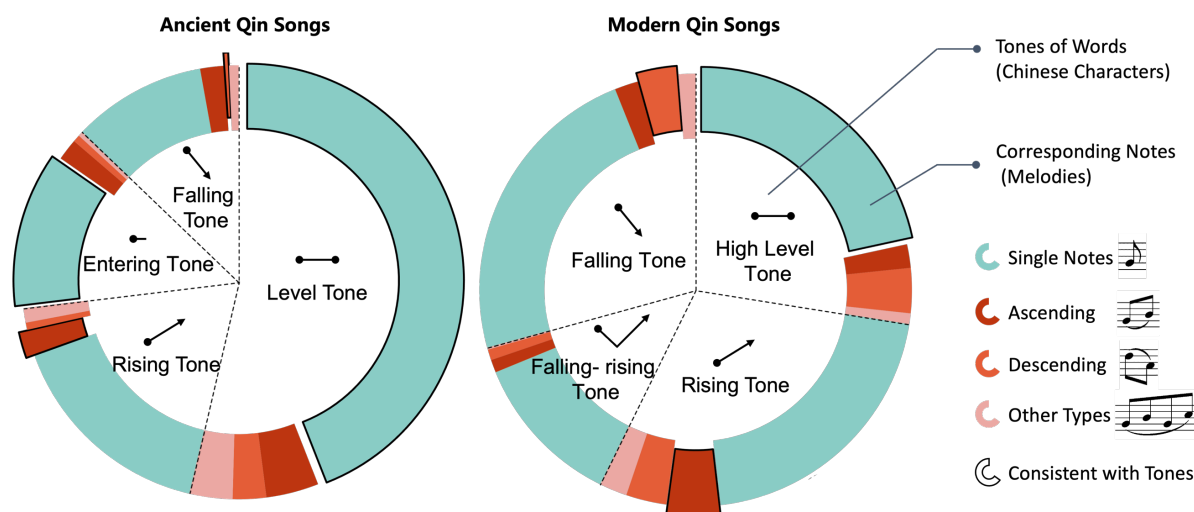 Ancient Qin Songs
Modern Qin Songs
Falling
Tone
Entering Tone
Level Tone
Rising Tone
Falling Tone
High Level
Tone
Falling- rising
Tone
Rising Tone
Tones of Words
(Chinese Characters)
Corresponding Notes
(Melodies)
Single Notes
Ascending
Descending
Other Types
Consistent with Tones